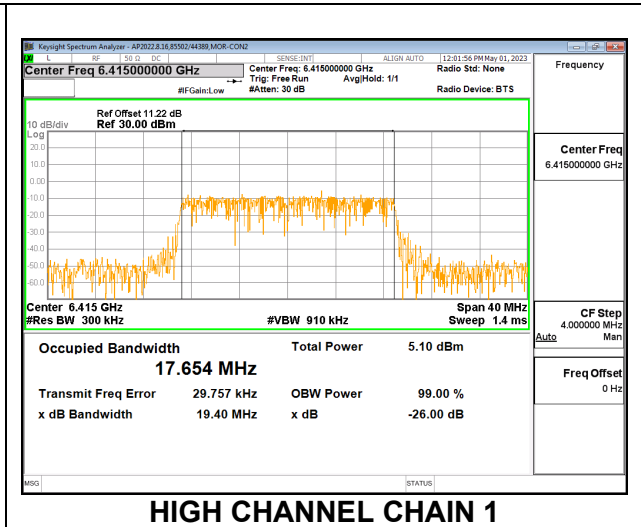 Keysight Spectrum Analyzer - AP2022.8.16,85502/44389,MOR-CON2
LXI L RF 50 Ω DC SENSE:INT ALIGN AUTO 12:01:56 PM May 01, 2023
Center Freq 6.415000000 GHz
Center Freq: 6.415000000 GHz Radio Std: None
Trig: Free Run Avg|Hold: 1/1
#IFGain:Low #Atten: 30 dB Radio Device: BTS
Frequency
Ref Offset 11.22 dB
10 dB/div Ref 30.00 dBm
Log
20.0
10.0
0.00
-10.0
-20.0
-30.0
-40.0
-50.0
-60.0
Center 6.415 GHz Span 40 MHz
#Res BW 300 kHz #VBW 910 kHz Sweep 1.4 ms
Center Freq
6.415000000 GHz
CF Step
4.000000 MHz
Auto Man
Freq Offset
0 Hz
Occupied Bandwidth Total Power 5.10 dBm
17.654 MHz
Transmit Freq Error 29.757 kHz OBW Power 99.00 %
x dB Bandwidth 19.40 MHz x dB -26.00 dB
MSG STATUS
HIGH CHANNEL CHAIN 1